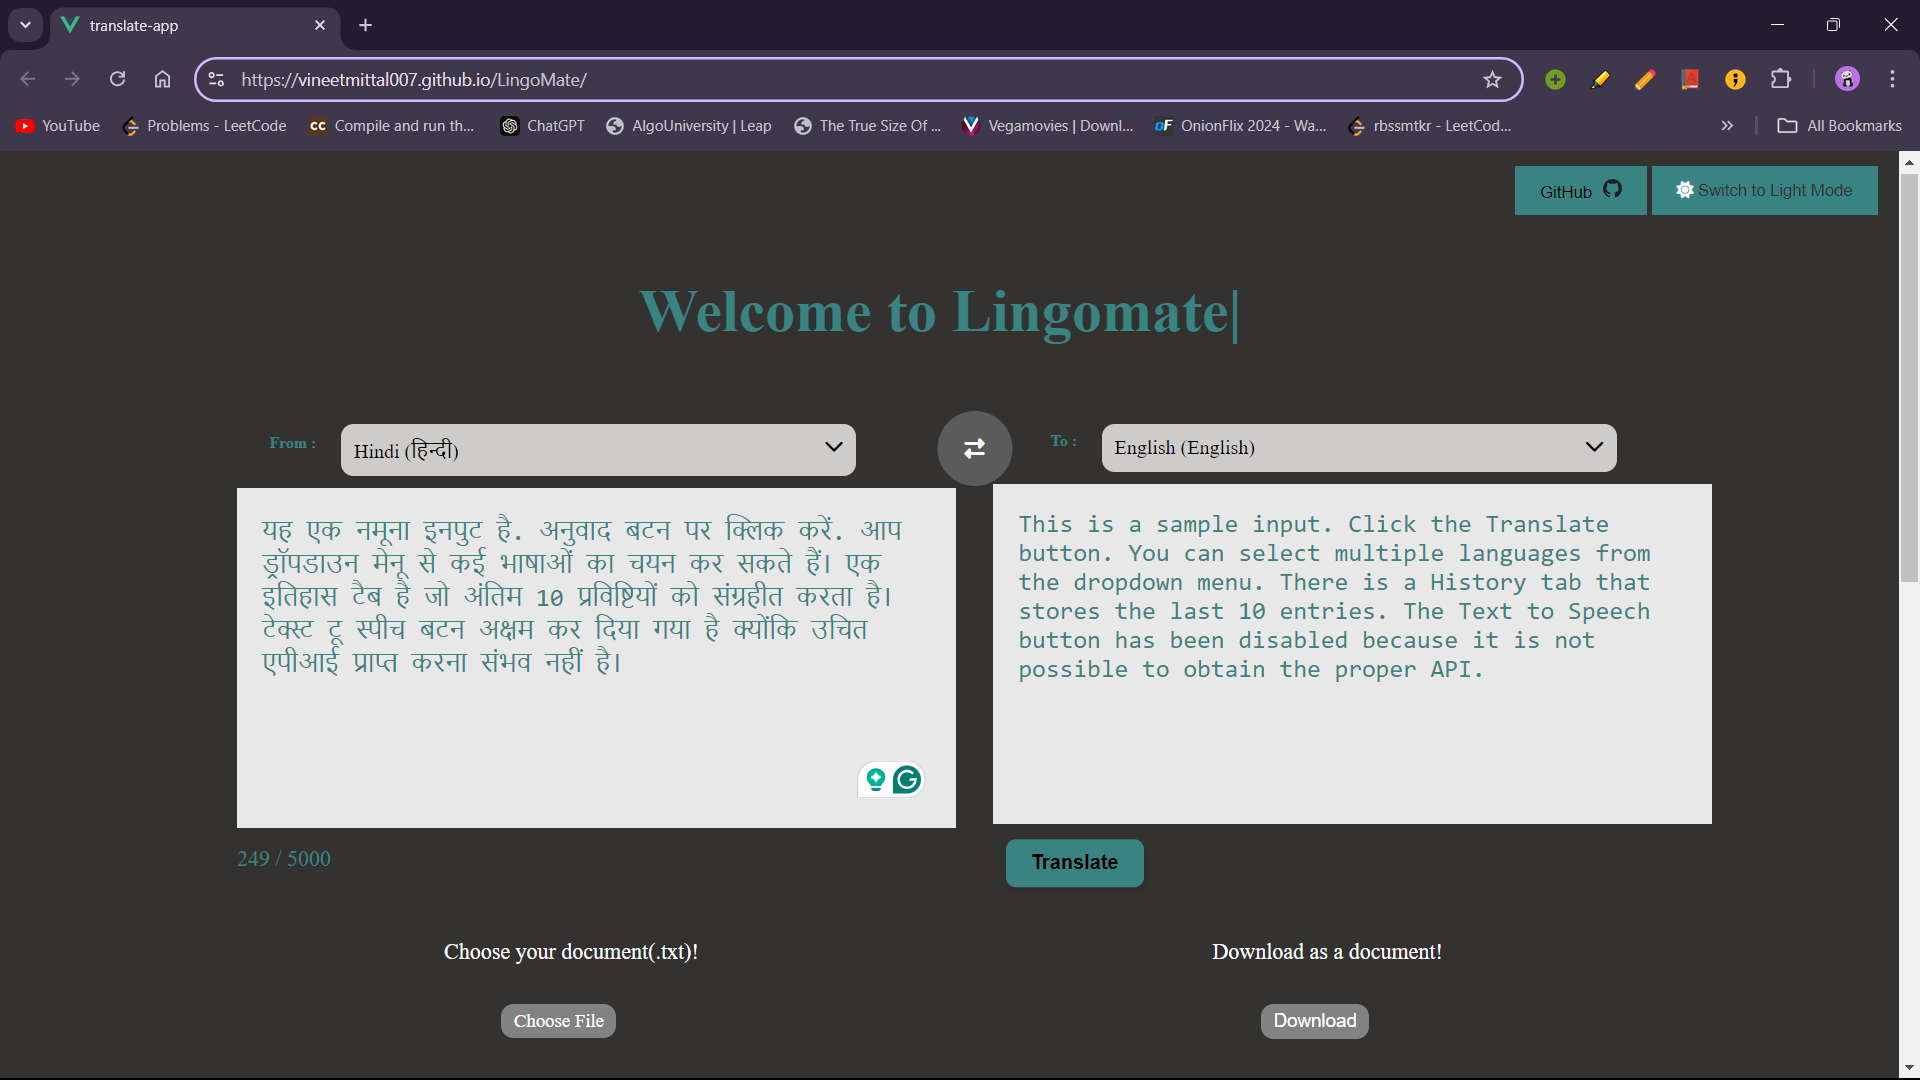 translate-app
https://vineetmittal007.github.io/LingoMate/
YouTube
Problems - LeetCode
cc Compile and run th...
ChatGPT
AlgoUniversity | Leap
The True Size Of ...
Vegamovies | Downl...
oF OnionFlix 2024 - Wa...
rbssmtkr - LeetCod...
All Bookmarks
GitHub
Switch to Light Mode
Welcome to Lingomate|
From :
Hindi (हिन्दी)
To :
English (English)
यह एक नमूना इनपुट है. अनुवाद बटन पर क्लिक करें. आप
ड्रॉपडाउन मेनू से कई भाषाओं का चयन कर सकते हैं। एक
इतिहास टैब है जो अंतिम 10 प्रविष्टियों को संग्रहीत करता है।
टेक्स्ट टू स्पीच बटन अक्षम कर दिया गया है क्योंकि उचित
एपीआई प्राप्त करना संभव नहीं है।
This is a sample input. Click the Translate
button. You can select multiple languages from
the dropdown menu. There is a History tab that
stores the last 10 entries. The Text to Speech
button has been disabled because it is not
possible to obtain the proper API.
249 / 5000
Translate
Choose your document(.txt)!
Download as a document!
Choose File
Download